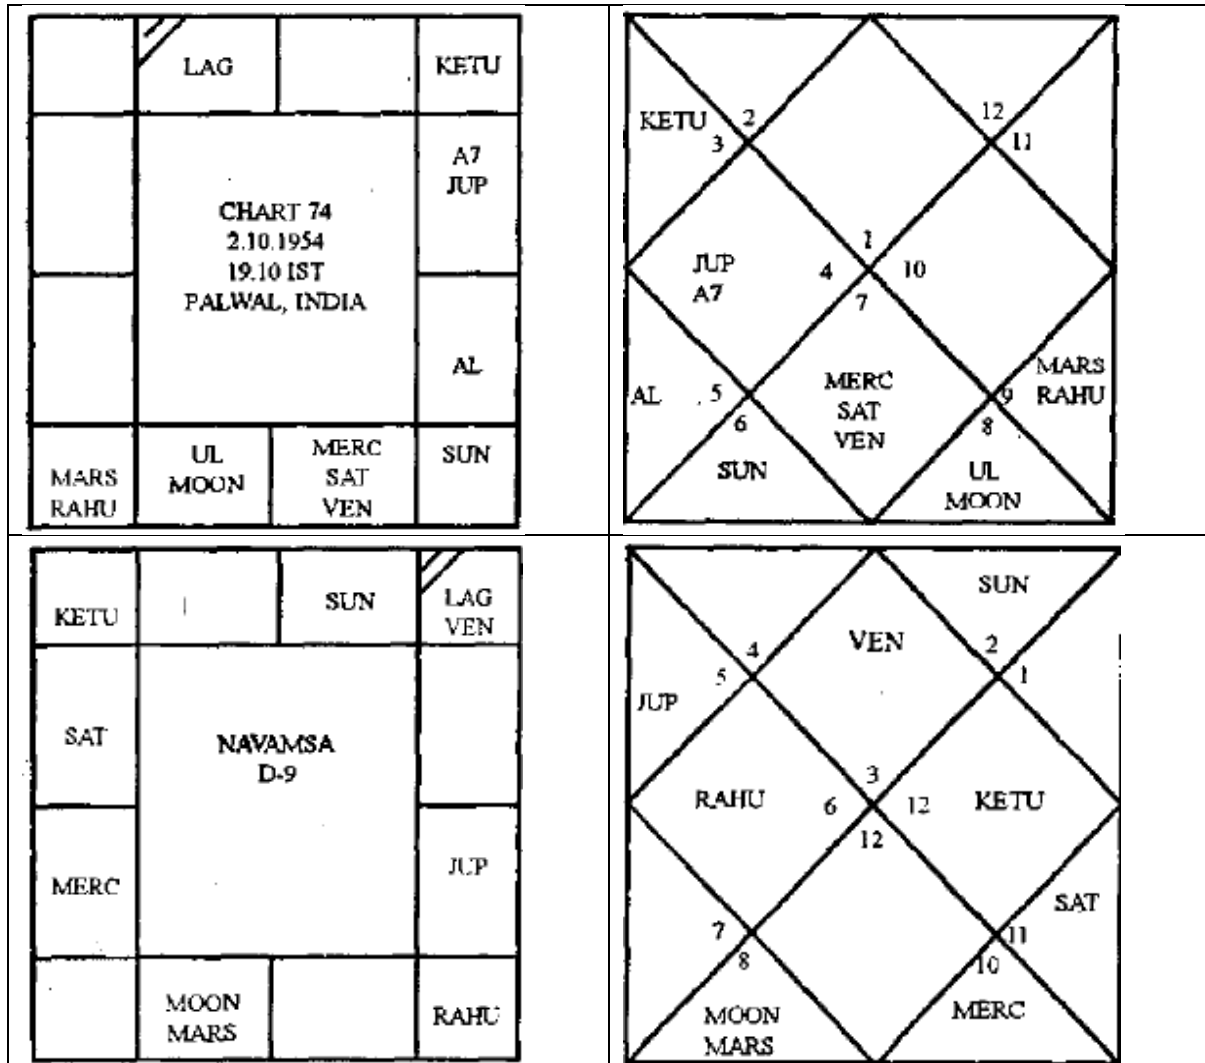 LAG
KETU
A7
JUP
CHART 74
2.10.1954
19.10 IST
PALWAL, INDIA
AL
MARS
RAHU
UL
MOON
MERC
SAT
VEN
SUN
KETU
2
3
12
11
1
JUP
A7
4
10
7
AL
5
6
MERC
SAT
VEN
MARS
RAHU
9
8
SUN
UL
MOON
KETU
SUN
LAG
VEN
SAT
NAVAMSA
D-9
MERC
JUP
MOON
MARS
RAHU
SUN
VEN
4
5
2
1
JUP
3
RAHU
6
12
KETU
12
SAT
7
8
11
10
MOON
MARS
MERC